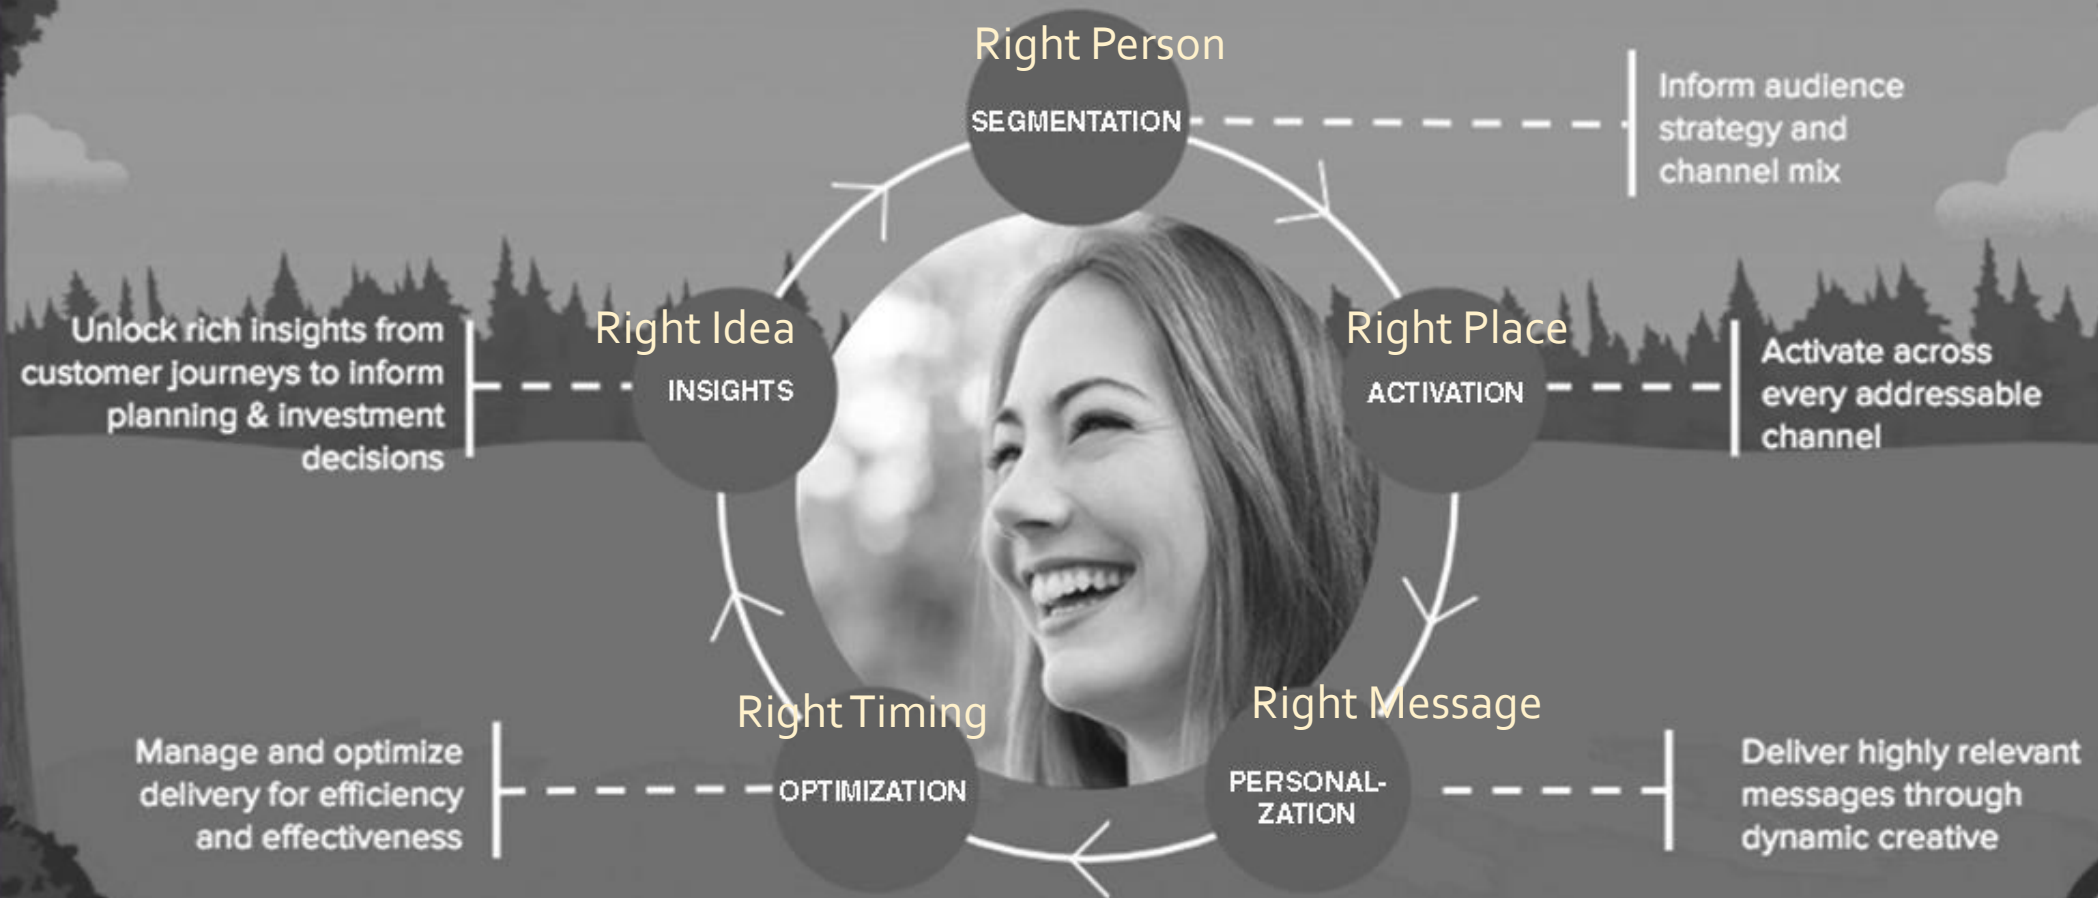 Right Person
SEGMENTATION
Inform audience
strategy and
channel mix
Right Place
ACTIVATION
Activate across
every addressable
channel
Right Message
PERSONAL-
ZATION
Deliver highly relevant
messages through
dynamic creative
Right Timing
OPTIMIZATION
Manage and optimize
delivery for efficiency
and effectiveness
Right Idea
INSIGHTS
Unlock rich insights from
customer journeys to inform
planning & investment
decisions